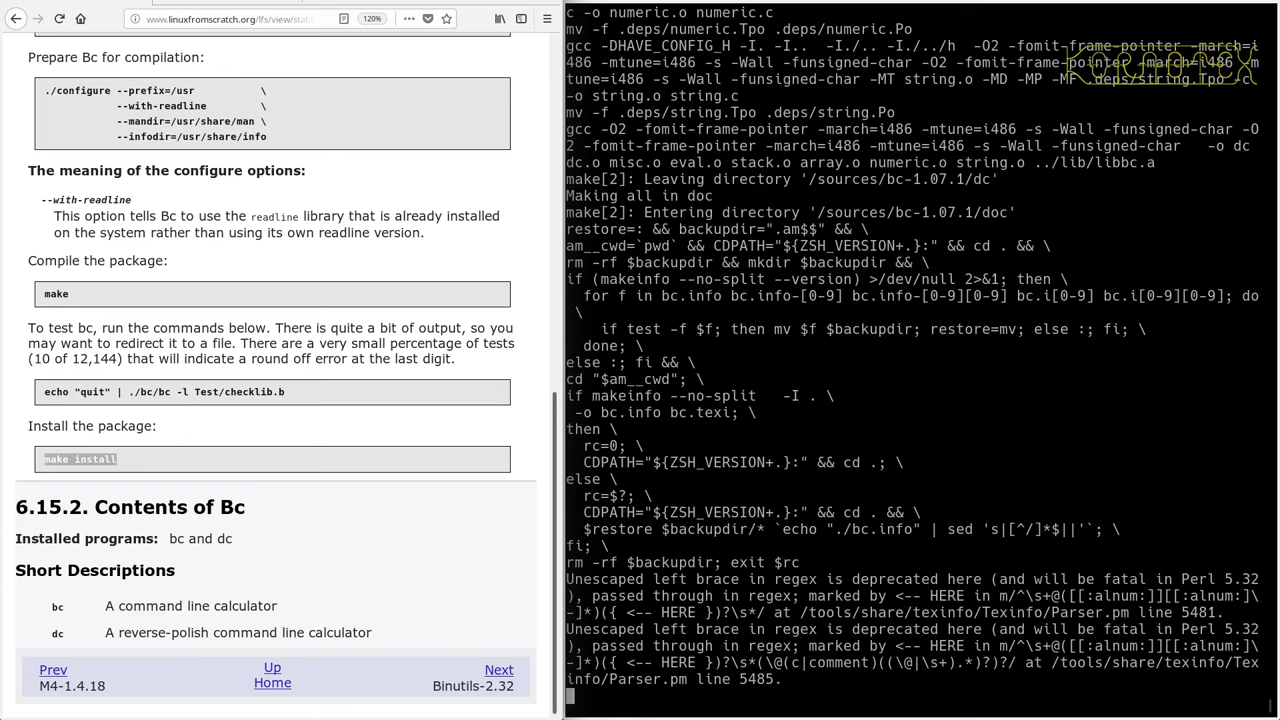 www.linuxfromscratch.org/lfs/view/stab
120%
Prepare Bc for compilation:
./configure --prefix=/usr \
--with-readline \
--mandir=/usr/share/man \
--infodir=/usr/share/info
The meaning of the configure options:
--with-readline
This option tells Bc to use the readline library that is already installed
on the system rather than using its own readline version.
Compile the package:
make
To test bc, run the commands below. There is quite a bit of output, so you
may want to redirect it to a file. There are a very small percentage of tests
(10 of 12,144) that will indicate a round off error at the last digit.
echo "quit" | ./bc/bc -l Test/checklib.b
Install the package:
make install
6.15.2. Contents of Bc
Installed programs: bc and dc
Short Descriptions
bc A command line calculator
dc A reverse-polish command line calculator
Prev Up Next
M4-1.4.18 Home Binutils-2.32
c -o numeric.o numeric.c
mv -f .deps/numeric.Tpo .deps/numeric.Po
gcc -DHAVE_CONFIG_H -I. -I.. -I./.. -I./../h -O2 -fomit-frame-pointer -march=i
486 -mtune=i486 -s -Wall -funsigned-char -O2 -fomit-frame-pointer -march=i486 -m
tune=i486 -s -Wall -funsigned-char -MT string.o -MD -MP -MF .deps/string.Tpo -c
-o string.o string.c
mv -f .deps/string.Tpo .deps/string.Po
gcc -O2 -fomit-frame-pointer -march=i486 -mtune=i486 -s -Wall -funsigned-char -O
2 -fomit-frame-pointer -march=i486 -mtune=i486 -s -Wall -funsigned-char -o dc
dc.o misc.o eval.o stack.o array.o numeric.o string.o ../lib/libbc.a
make[2]: Leaving directory '/sources/bc-1.07.1/dc'
Making all in doc
make[2]: Entering directory '/sources/bc-1.07.1/doc'
restore=: && backupdir=".am$$" && \
am__cwd=`pwd` && CDPATH="${ZSH_VERSION+.}:" && cd . && \
rm -rf $backupdir && mkdir $backupdir && \
if (makeinfo --no-split --version) >/dev/null 2>&1; then \
for f in bc.info bc.info-[0-9] bc.info-[0-9][0-9] bc.i[0-9] bc.i[0-9][0-9]; do
\
if test -f $f; then mv $f $backupdir; restore=mv; else :; fi; \
done; \
else :; fi && \
cd "$am__cwd"; \
if makeinfo --no-split -I . \
-o bc.info bc.texi; \
then \
rc=0; \
CDPATH="${ZSH_VERSION+.}:" && cd .; \
else \
rc=$?; \
CDPATH="${ZSH_VERSION+.}:" && cd . && \
$restore $backupdir/* `echo "./bc.info" | sed 's|[^/]*$||'`; \
fi; \
rm -rf $backupdir; exit $rc
Unescaped left brace in regex is deprecated here (and will be fatal in Perl 5.32
), passed through in regex; marked by <-- HERE in m/^\s+@([[:alnum:]][[:alnum:]\
-]*)({ <-- HERE })?\s*/ at /tools/share/texinfo/Texinfo/Parser.pm line 5481.
Unescaped left brace in regex is deprecated here (and will be fatal in Perl 5.32
), passed through in regex; marked by <-- HERE in m/^\s+@([[:alnum:]][[:alnum:]\
-]*)({ <-- HERE })?\s*(\@(c|comment)((\@|\s+).*)?)?/ at /tools/share/texinfo/Tex
info/Parser.pm line 5485.